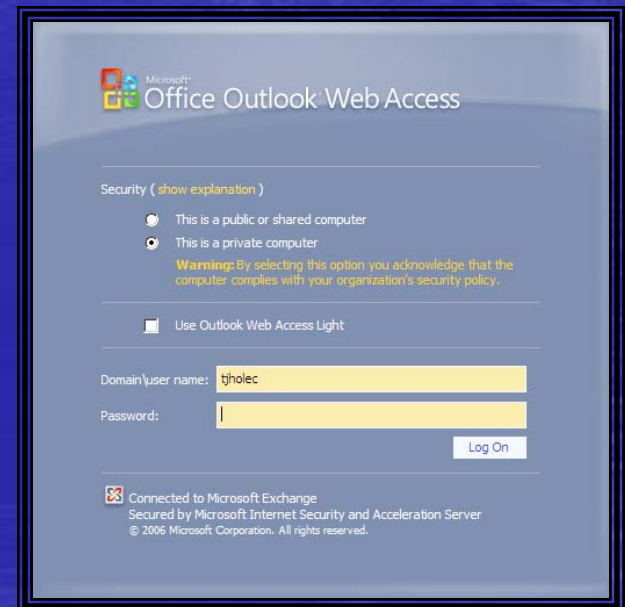 Microsoft
Office Outlook Web Access
Security ( show explanation )
This is a public or shared computer
This is a private computer
Warning: By selecting this option you acknowledge that the
computer complies with your organization's security policy.
Use Outlook Web Access Light
Domain\user name: tjholec
Password:
Log On
Connected to Microsoft Exchange
Secured by Microsoft Internet Security and Acceleration Server
© 2006 Microsoft Corporation. All rights reserved.